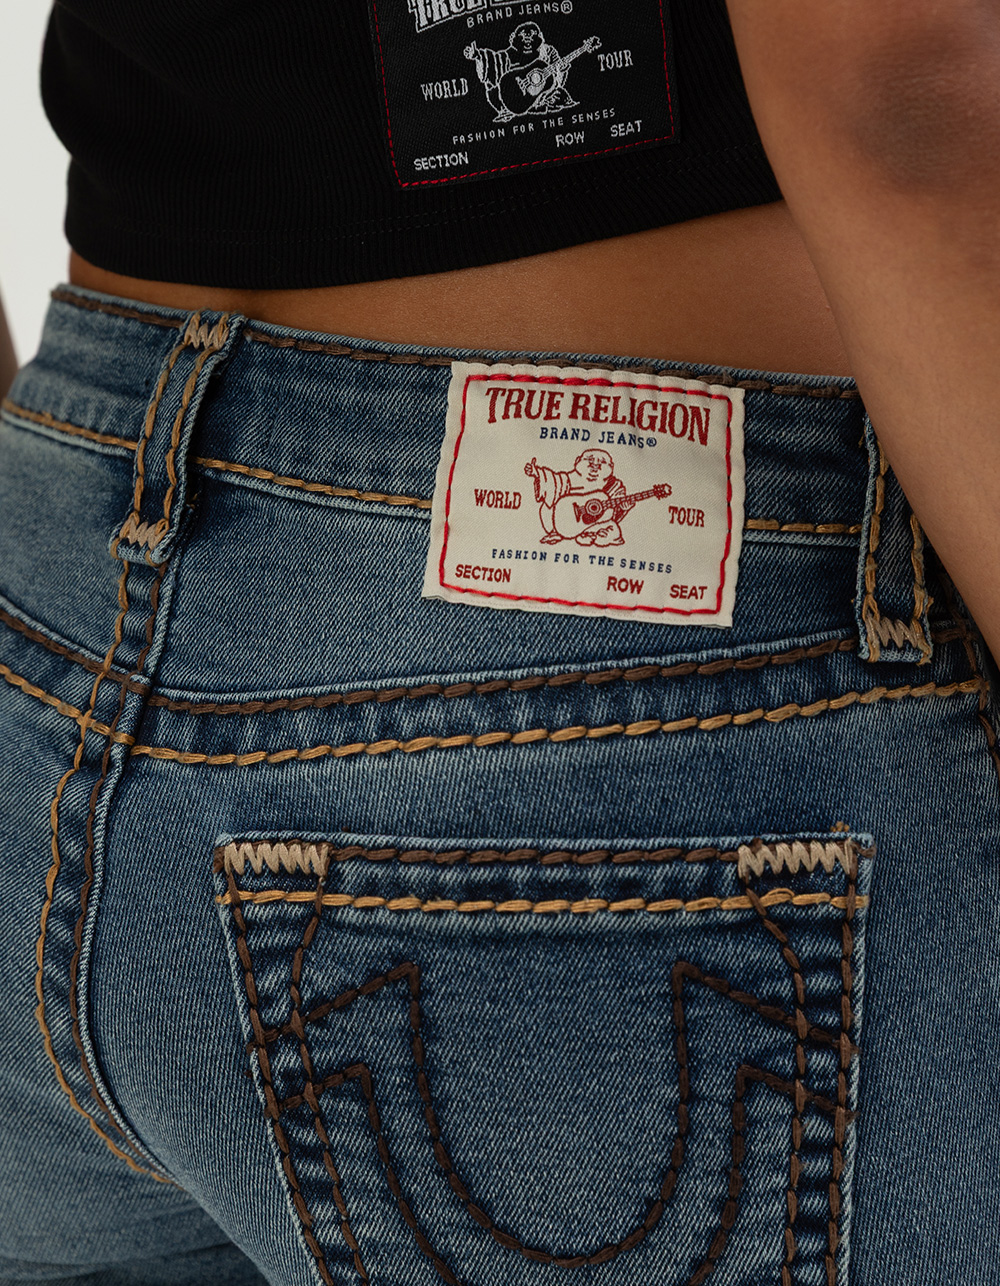 TRUE
BRAND JEANS®
WORLD TOUR
FASHION FOR THE SENSES
SECTION ROW SEAT
TRUE RELIGION
BRAND JEANS®
WORLD TOUR
FASHION FOR THE SENSES
SECTION ROW SEAT